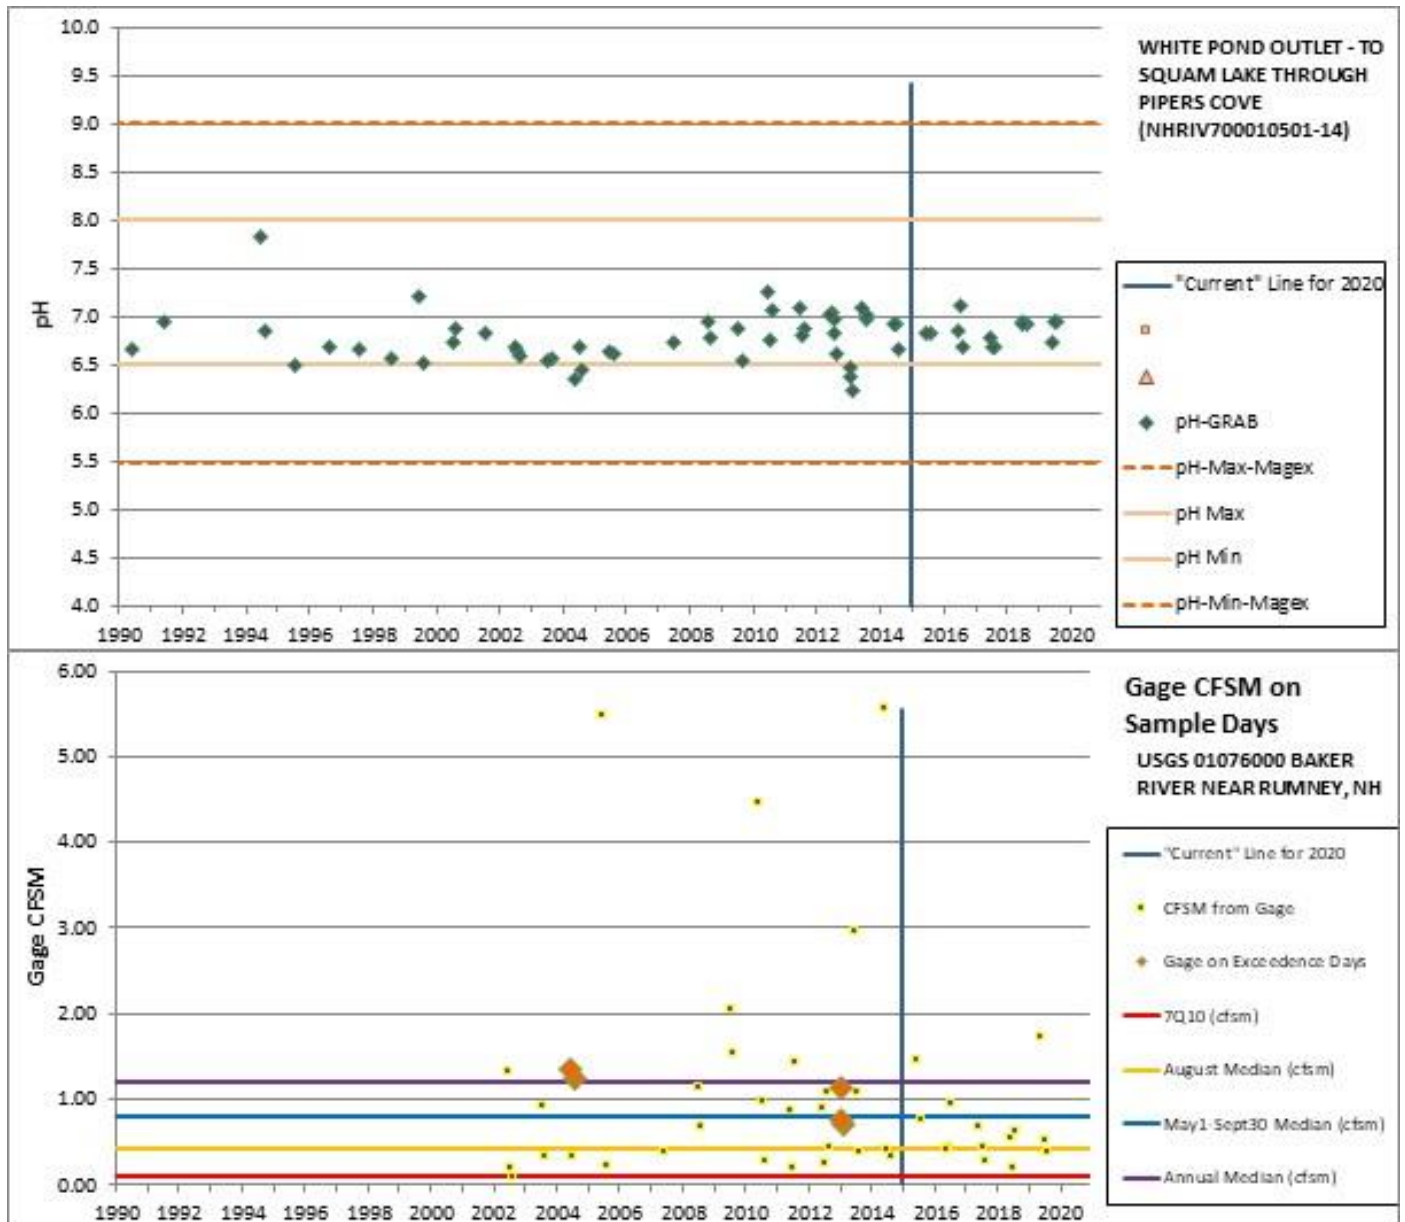 10.0
9.5
9.0
8.5
8.0
7.5
7.0
6.5
6.0
5.5
5.0
4.5
4.0
pH
1990 1992 1994 1996 1998 2000 2002 2004 2006 2008 2010 2012 2014 2016 2018 2020
WHITE POND OUTLET - TO
SQUAM LAKE THROUGH
PIPERS COVE
(NHRIV700010501-14)
"Current" Line for 2020
pH-GRAB
pH-Max-Magex
pH Max
pH Min
pH-Min-Magex
6.00
5.00
4.00
3.00
2.00
1.00
0.00
Gage CFSM
1990 1992 1994 1996 1998 2000 2002 2004 2006 2008 2010 2012 2014 2016 2018 2020
Gage CFSM on
Sample Days
USGS 01076000 BAKER
RIVER NEAR RUMNEY, NH
"Current" Line for 2020
CFSM from Gage
Gage on Exceedence Days
7Q10 (cfsm)
August Median (cfsm)
May1-Sept30 Median (cfsm)
Annual Median (cfsm)